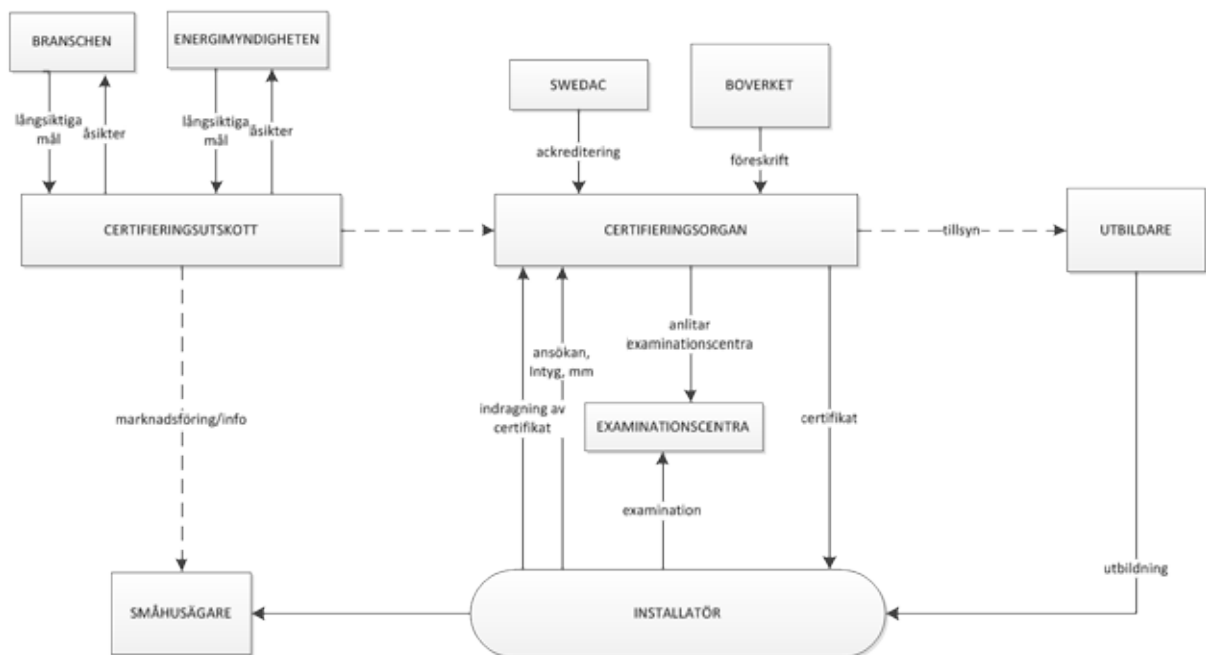 BRANSCHEN
ENERGIMYNDIGHETEN
SWEDAC
BOVERKET
långsiktiga
mål
åsikter
långsiktiga
mål
åsikter
ackreditering
föreskrift
CERTIFIERINGSUTSKOTT
CERTIFIERINGSORGAN
tillsyn
UTBILDARE
anlitar
examinationscentra
ansökan,
Intyg, mm
indragning av
certifikat
marknadsföring/info
EXAMINATIONSCENTRA
certifikat
examination
utbildning
SMÅHUSÄGARE
INSTALLATÖR